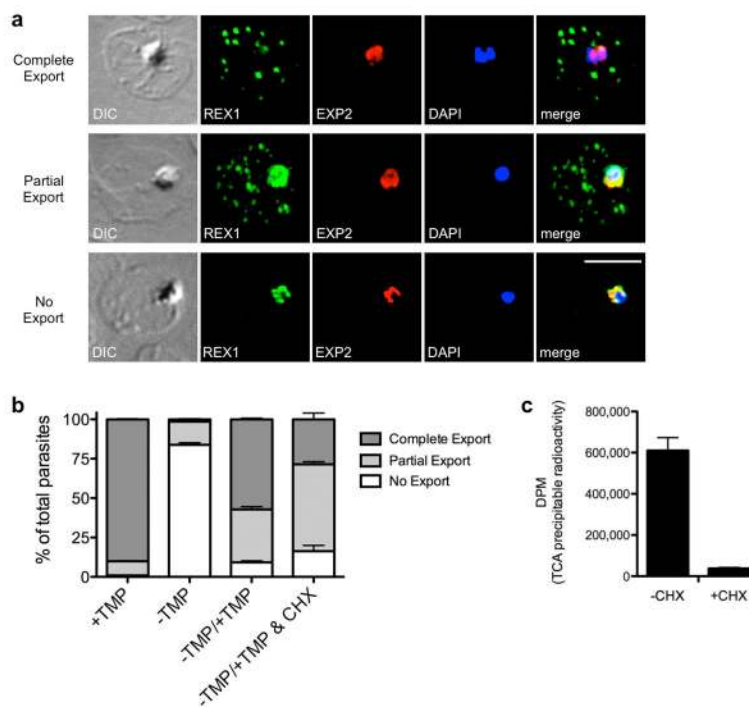 a
Complete
Export
DIC
REX1
EXP2
DAPI
merge
Partial
Export
DIC
REX1
EXP2
DAPI
merge
No
Export
DIC
REX1
EXP2
DAPI
merge
b
% of total parasites
100
75
50
25
0
+TMP
-TMP
-TMP/+TMP
-TMP/+TMP & CHX
Complete Export
Partial Export
No Export
c
DPM
(TCA precipitable radioactivity)
800,000
600,000
400,000
200,000
0
-CHX
+CHX